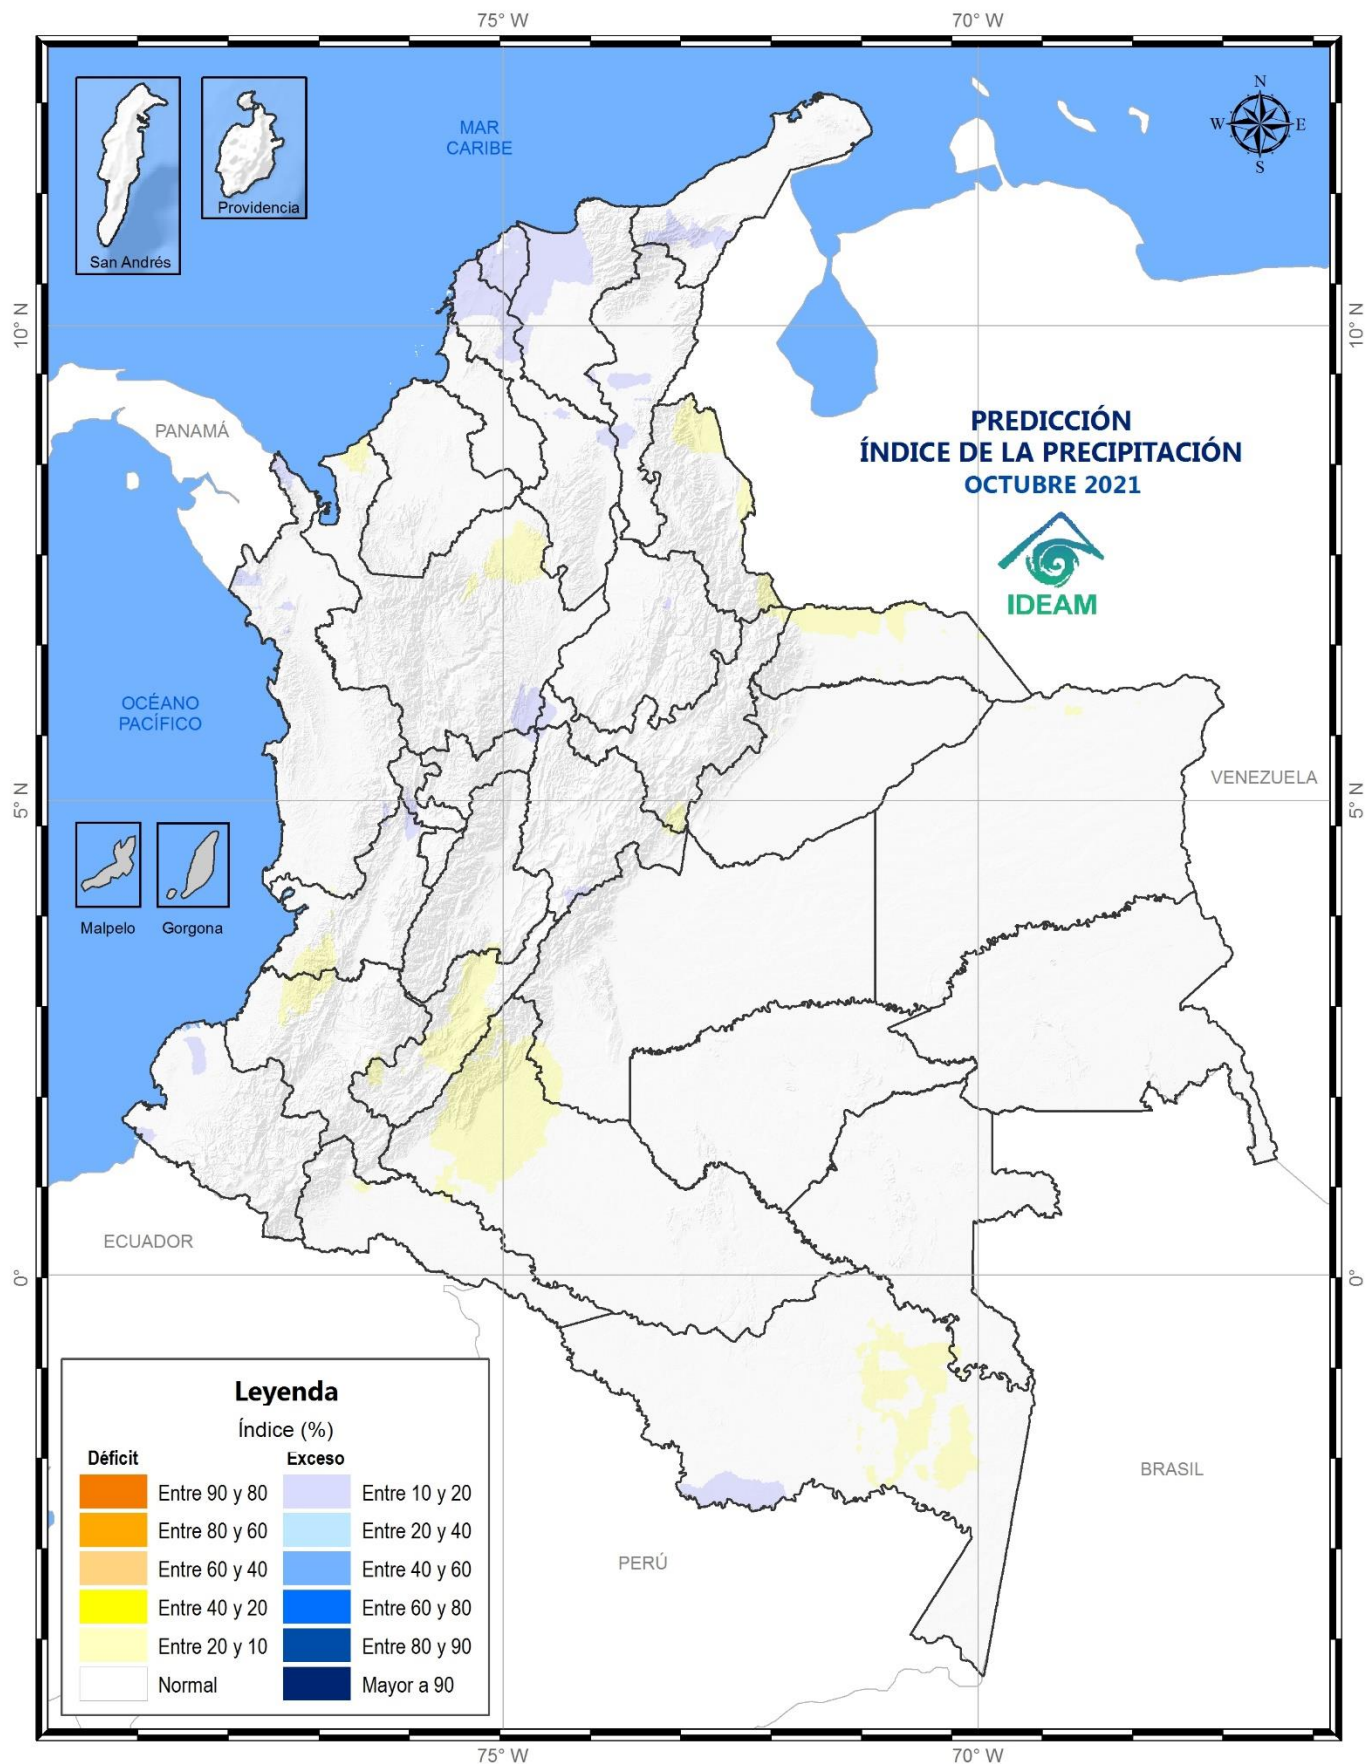 75° W
70° W
N
W
E
S
MAR
CARIBE
San Andrés
Providencia
10° N
10° N
PANAMÁ
PREDICCIÓN
ÍNDICE DE LA PRECIPITACIÓN
OCTUBRE 2021
IDEAM
OCÉANO
PACÍFICO
VENEZUELA
5° N
5° N
Malpelo
Gorgona
ECUADOR
0°
0°
Leyenda
Índice (%)
Déficit
Exceso
Entre 90 y 80
Entre 10 y 20
Entre 80 y 60
Entre 20 y 40
Entre 60 y 40
Entre 40 y 60
Entre 40 y 20
Entre 60 y 80
Entre 20 y 10
Entre 80 y 90
Normal
Mayor a 90
BRASIL
PERÚ
75° W
70° W